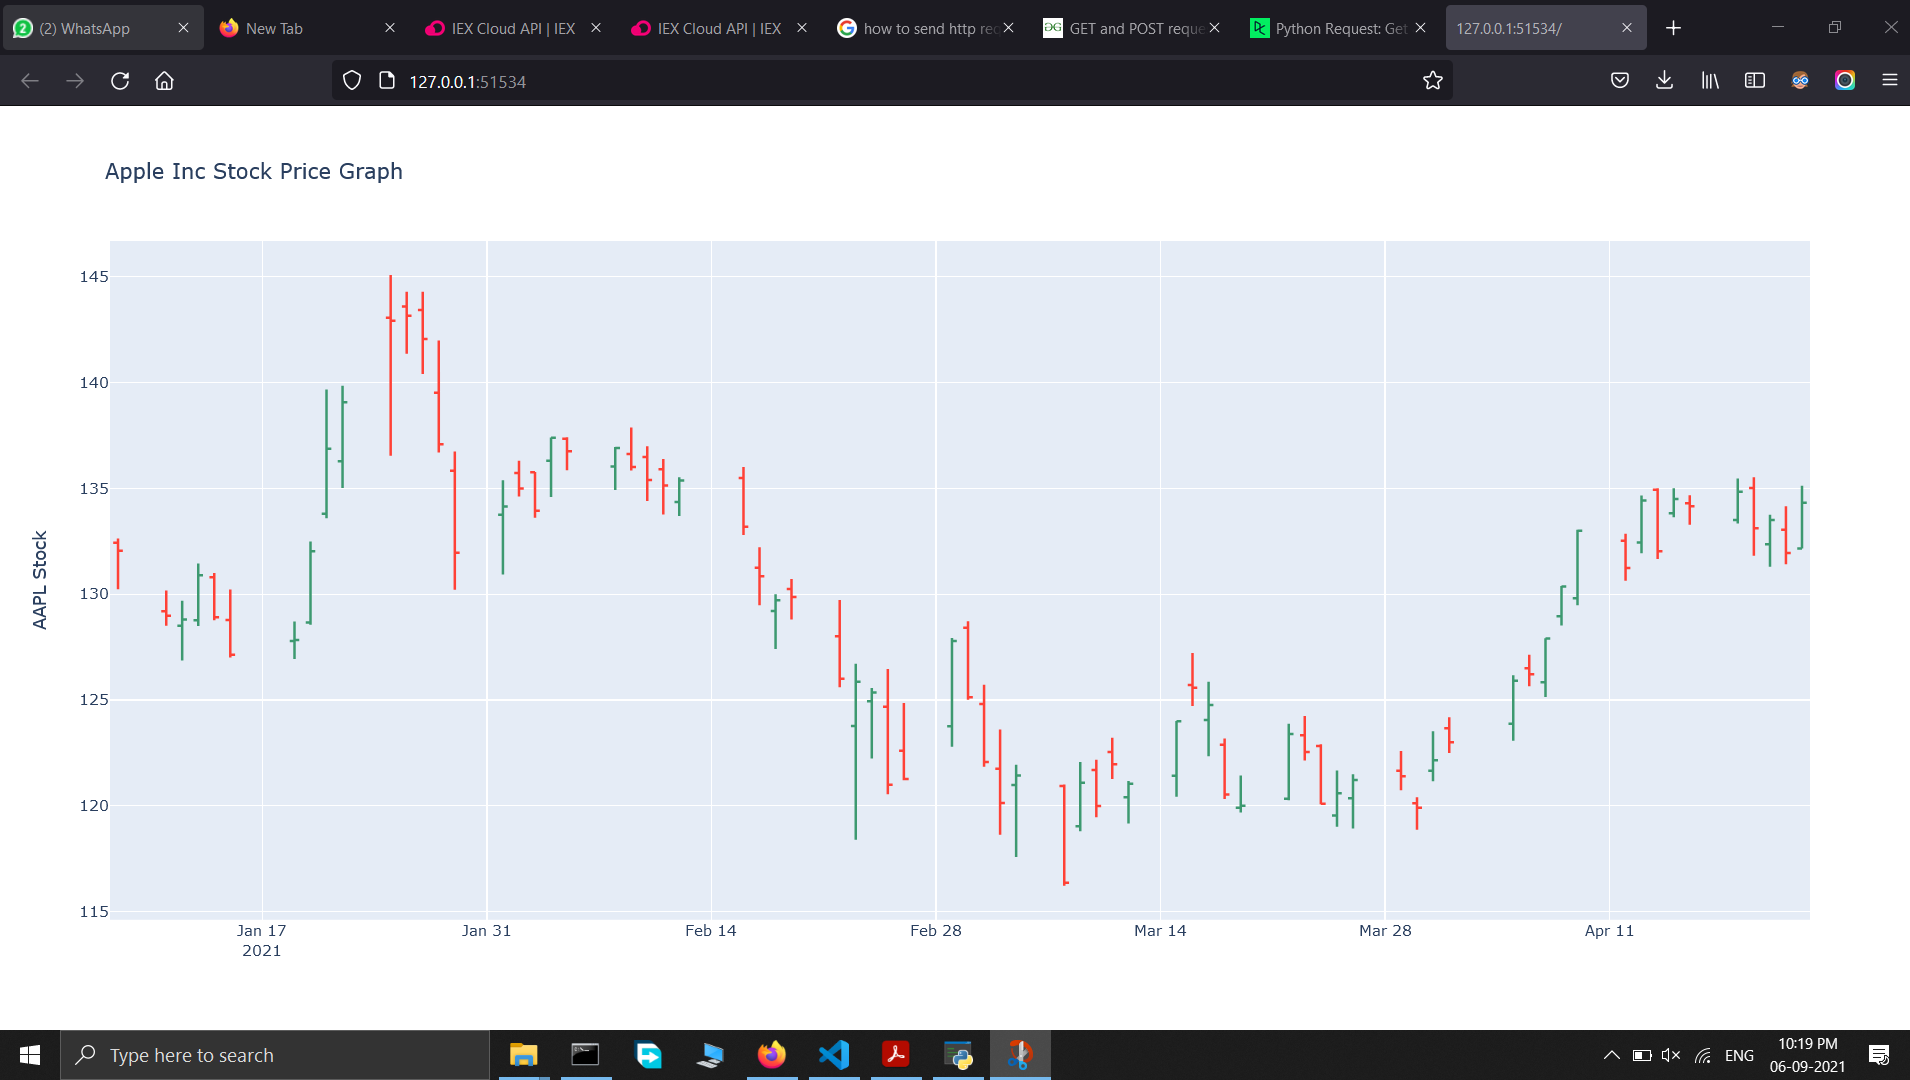 2 (2) WhatsApp
New Tab
IEX Cloud API | IEX
IEX Cloud API | IEX
how to send http req
GET and POST reque
Python Request: Get
127.0.0.1:51534/
127.0.0.1:51534
Apple Inc Stock Price Graph
AAPL Stock
145
140
135
130
125
120
115
Jan 17
2021
Jan 31
Feb 14
Feb 28
Mar 14
Mar 28
Apr 11
Type here to search
ENG
10:19 PM
06-09-2021